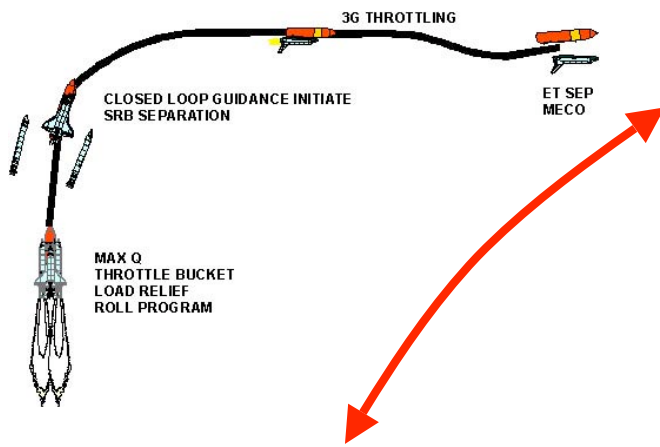 3G THROTTLING
ET SEP
MECO
CLOSED LOOP GUIDANCE INITIATE
SRB SEPARATION
MAX Q
THROTTLE BUCKET
LOAD RELIEF
ROLL PROGRAM